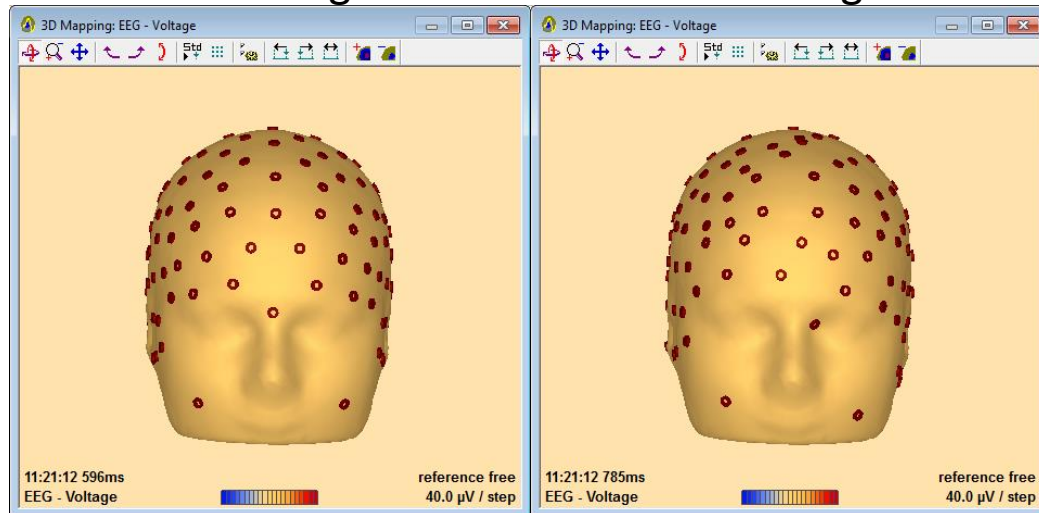 3D Mapping: EEG - Voltage
Std
11:21:12 596ms
reference free
EEG - Voltage
40.0 µV / step
3D Mapping: EEG - Voltage
Std
11:21:12 785ms
reference free
EEG - Voltage
40.0 µV / step